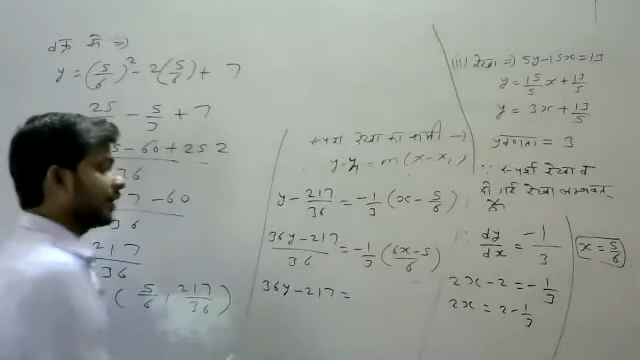 वक्र से ⇒
y = (5/6)² - 2(5/6) + 7
25 - 5/3 + 7
5 - 60 + 252
36
7 - 60
36
217/36
(5/6, 217/36)
स्पर्श रेखा का समी →
y - y₁ = m(x - x₁)
y - 217/36 = -1/3 (x - 5/6)
36y - 217/36 = -1/3 (6x - 5/6)
36y - 217 =
(ii) रेखा ⇒ 5y - 15x = 13
y = 15/5 x + 13/5
y = 3x + 13/5
प्रवणता = 3
∵ स्पर्श रेखा व
दी गई रेखा लम्बवत्
है।
∴ dy/dx = -1/3
2x - 2 = -1/3
2x = 2 - 1/3
x = 5/6